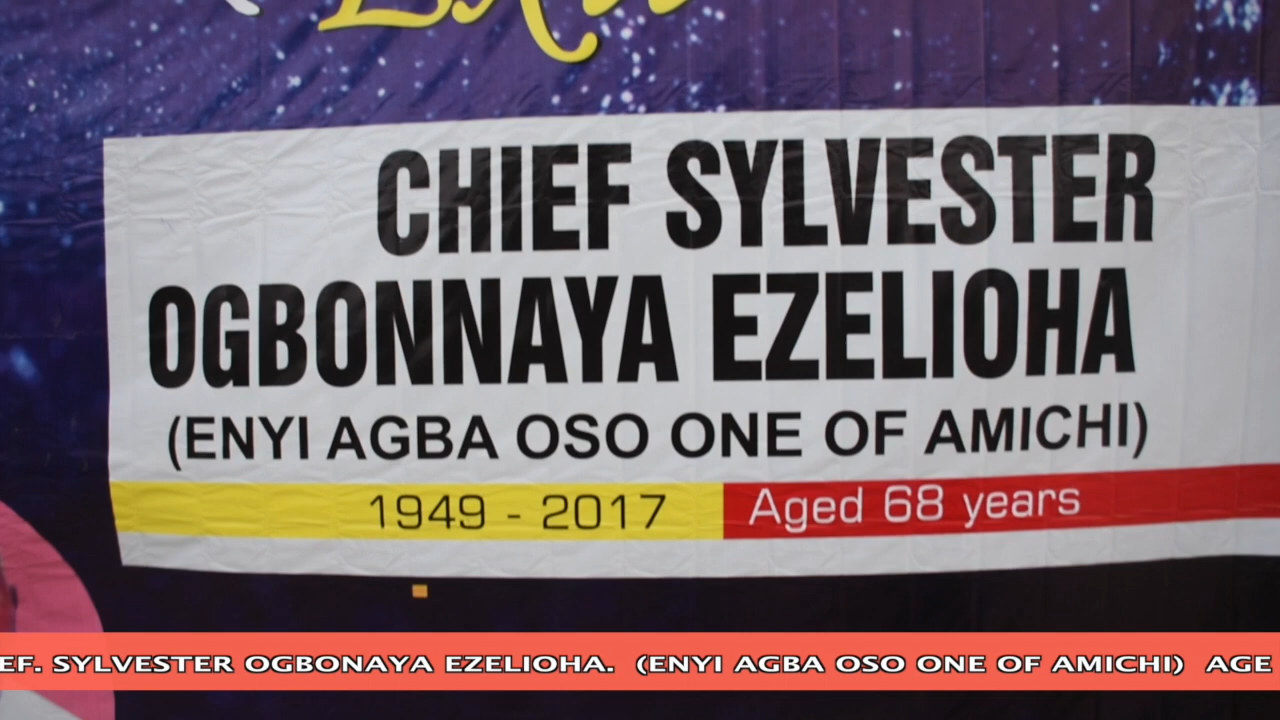 CHIEF SYLVESTER
OGBONNAYA EZELIOHA
(ENYI AGBA OSO ONE OF AMICHI)
1949 - 2017 Aged 68 years
EF. SYLVESTER OGBONAYA EZELIOHA. (ENYI AGBA OSO ONE OF AMICHI) AGE